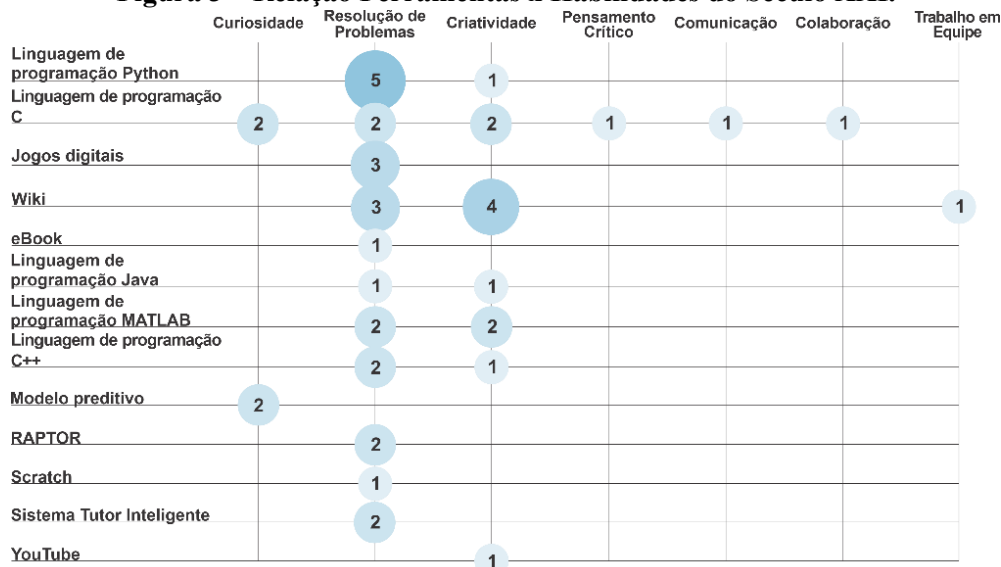 Figura – Relação Ferramentas Habilidades do Século XXI.
Curiosidade
Resolução de
Problemas
Criatividade
Pensamento
Crítico
Comunicação
Colaboração
Trabalho em
Equipe
Linguagem de
programação Python
5
1
Linguagem de programação
C
2
2
2
1
1
1
Jogos digitais
3
Wiki
3
4
1
eBook
1
Linguagem de
programação Java
1
1
Linguagem de
programação MATLAB
2
2
Linguagem de programação
C++
2
1
Modelo preditivo
2
RAPTOR
2
Scratch
1
Sistema Tutor Inteligente
2
YouTube
1